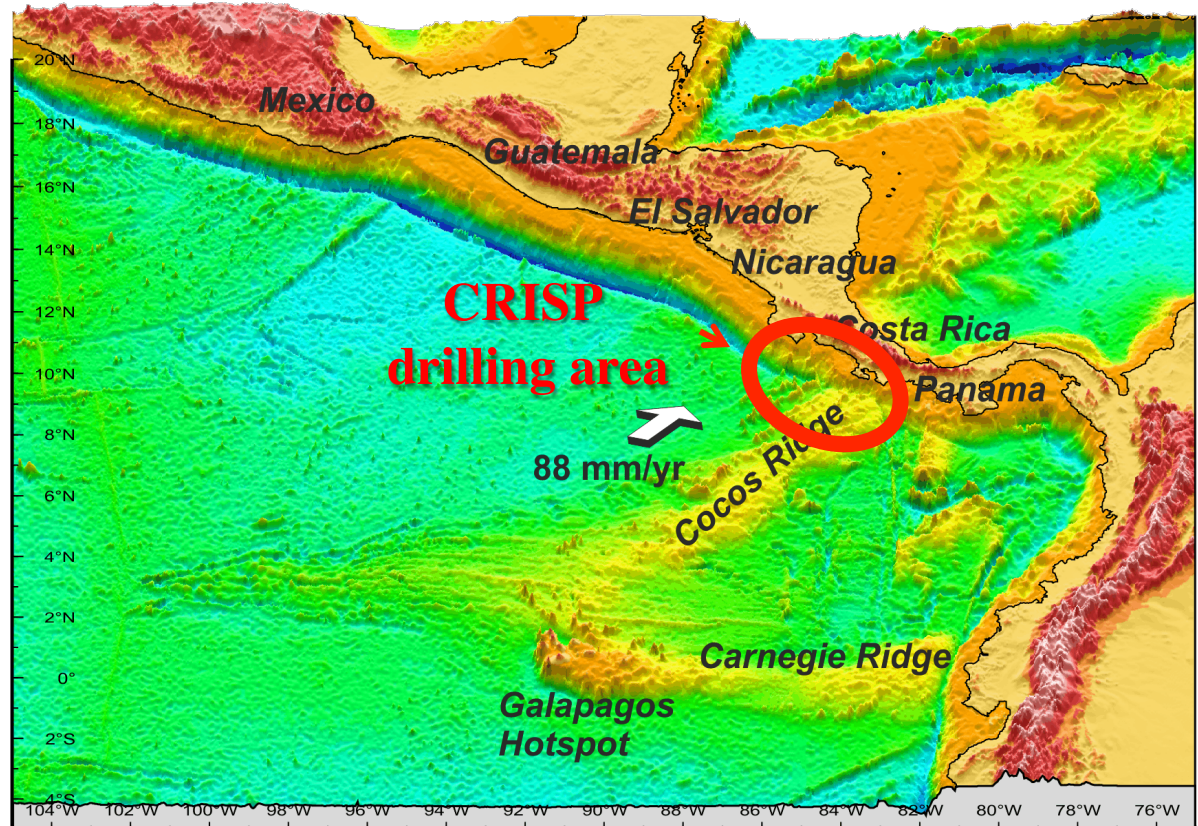 20°N
Mexico
18°N
Guatemala
16°N
El Salvador
14°N
Nicaragua
12°N
CRISP
Costa Rica
drilling area
10°N
Panama
8°N
88 mm/yr
Cocos Ridge
6°N
4°N
2°N
Carnegie Ridge
0°
Galapagos
Hotspot
2°S
4°S
104°W 102°W 100°W 98°W 96°W 94°W 92°W 90°W 88°W 86°W 84°W 82°W 80°W 78°W 76°W